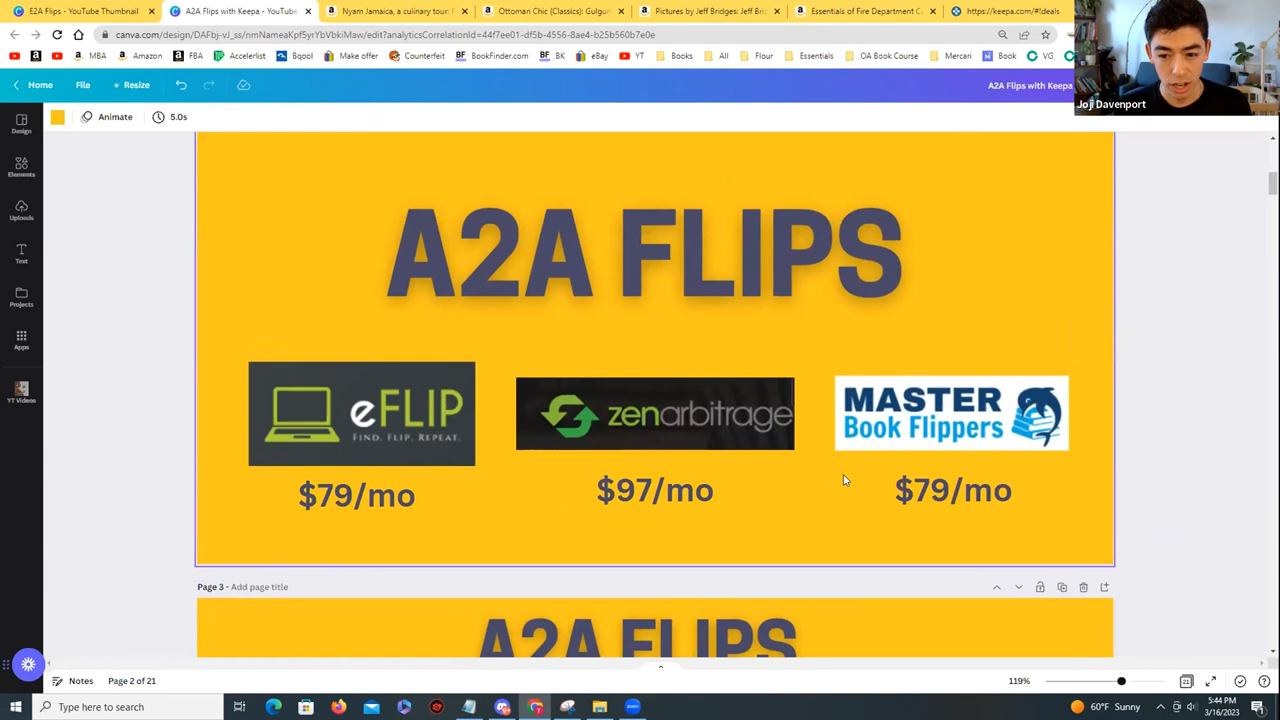 E2A Flips - YouTube Thumbnail
A2A Flips with Keepa - YouTube
Nyam Jamaica, a culinary tour: F
Ottoman Chic (Classics): Gulgun
Pictures by Jeff Bridges: Jeff Bri
Essentials of Fire Department C
https://keepa.com/#!deals
canva.com/design/DAFbj-vJ_ss/nmNameaKpf5yrYbVbkiMaw/edit?analyticsCorrelationId=44f7ee01-df5b-4556-8ae4-b25b560b7e0e
MBA
Amazon
FBA
Accelerlist
Bqool
Make offer
Counterfeit
BookFinder.com
BK
eBay
YT
Books
All
Flour
Essentials
OA Book Course
Mercari
Book
VG
Home
File
Resize
A2A Flips with Keepa
Joji Davenport
Animate
5.0s
Design
Elements
Uploads
Text
Projects
Apps
YT Videos
A2A FLIPS
eFLIP
FIND. FLIP. REPEAT.
zenarbitrage
MASTER
Book Flippers
$79/mo
$97/mo
$79/mo
Page 3 - Add page title
A2A FLIPS
Notes
Page 2 of 21
119%
21
Type here to search
60°F Sunny
5:44 PM
3/16/2023